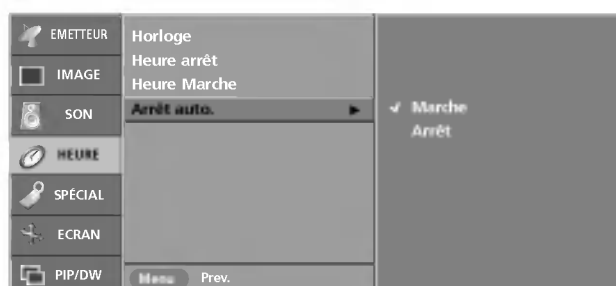 EMETTEUR
IMAGE
SON
HEURE
SPÉCIAL
ECRAN
PIP/DW
Horloge
Heure arrêt
Heure Marche
Arrêt auto.
Menu Prev.
Marche
Arrêt